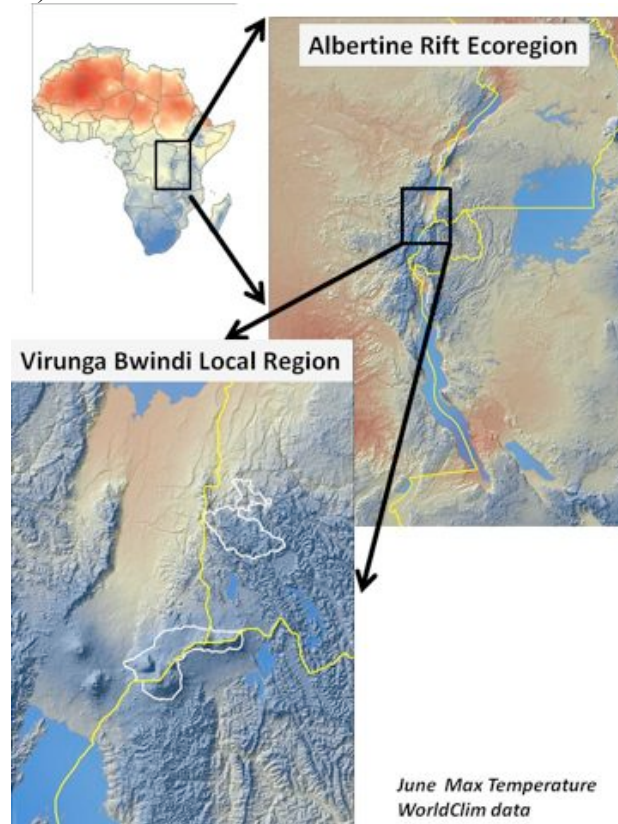 Albertine Rift Ecoregion
Virunga Bwindi Local Region
June Max Temperature
WorldClim data